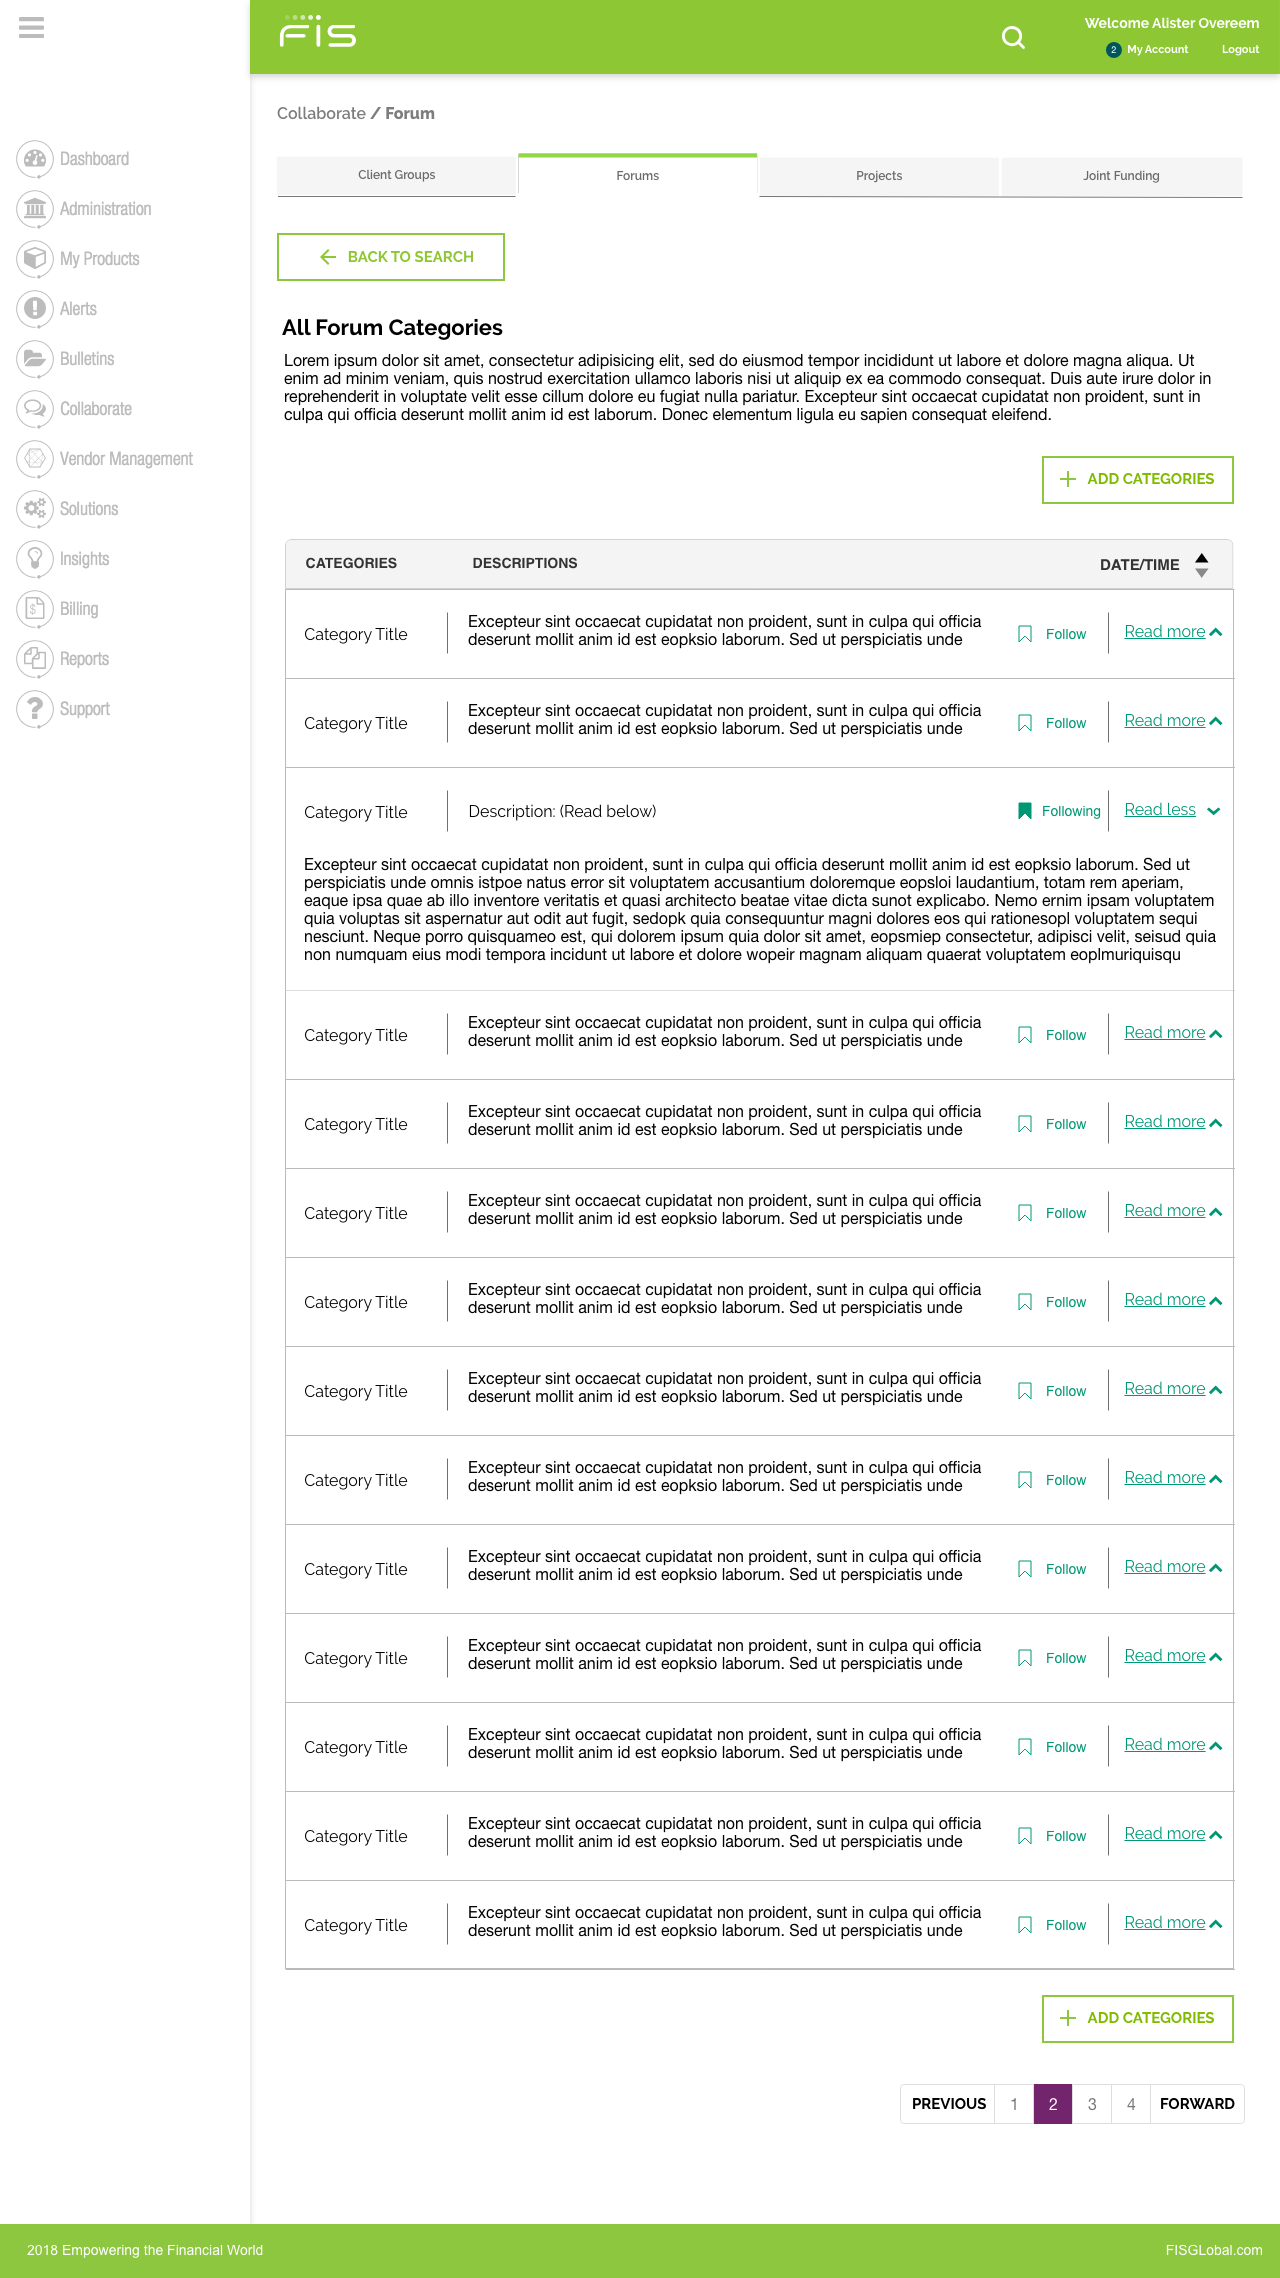 FIS
Welcome Alister Overeem
2 My Account Logout
Dashboard
Administration
My Products
Alerts
Bulletins
Collaborate
Vendor Management
Solutions
Insights
Billing
Reports
Support
Collaborate / Forum
Client Groups
Forums
Projects
Joint Funding
BACK TO SEARCH
All Forum Categories
Lorem ipsum dolor sit amet, consectetur adipisicing elit, sed do eiusmod tempor incididunt ut labore et dolore magna aliqua. Ut
enim ad minim veniam, quis nostrud exercitation ullamco laboris nisi ut aliquip ex ea commodo consequat. Duis aute irure dolor in
reprehenderit in voluptate velit esse cillum dolore eu fugiat nulla pariatur. Excepteur sint occaecat cupidatat non proident, sunt in
culpa qui officia deserunt mollit anim id est laborum. Donec elementum ligula eu sapien consequat eleifend.
ADD CATEGORIES
CATEGORIES DESCRIPTIONS DATE/TIME
Category Title
Excepteur sint occaecat cupidatat non proident, sunt in culpa qui officia
deserunt mollit anim id est eopksio laborum. Sed ut perspiciatis unde
Follow
Read more
Category Title
Excepteur sint occaecat cupidatat non proident, sunt in culpa qui officia
deserunt mollit anim id est eopksio laborum. Sed ut perspiciatis unde
Follow
Read more
Category Title
Description: (Read below)
Following
Read less
Excepteur sint occaecat cupidatat non proident, sunt in culpa qui officia deserunt mollit anim id est eopksio laborum. Sed ut
perspiciatis unde omnis istpoe natus error sit voluptatem accusantium doloremque eopsloi laudantium, totam rem aperiam,
eaque ipsa quae ab illo inventore veritatis et quasi architecto beatae vitae dicta sunot explicabo. Nemo ernim ipsam voluptatem
quia voluptas sit aspernatur aut odit aut fugit, sedopk quia consequuntur magni dolores eos qui rationesopl voluptatem sequi
nesciunt. Neque porro quisquameo est, qui dolorem ipsum quia dolor sit amet, eopsmiep consectetur, adipisci velit, seisud quia
non numquam eius modi tempora incidunt ut labore et dolore wopeir magnam aliquam quaerat voluptatem eoplmuriquisqu
Category Title
Excepteur sint occaecat cupidatat non proident, sunt in culpa qui officia
deserunt mollit anim id est eopksio laborum. Sed ut perspiciatis unde
Follow
Read more
Category Title
Excepteur sint occaecat cupidatat non proident, sunt in culpa qui officia
deserunt mollit anim id est eopksio laborum. Sed ut perspiciatis unde
Follow
Read more
Category Title
Excepteur sint occaecat cupidatat non proident, sunt in culpa qui officia
deserunt mollit anim id est eopksio laborum. Sed ut perspiciatis unde
Follow
Read more
Category Title
Excepteur sint occaecat cupidatat non proident, sunt in culpa qui officia
deserunt mollit anim id est eopksio laborum. Sed ut perspiciatis unde
Follow
Read more
Category Title
Excepteur sint occaecat cupidatat non proident, sunt in culpa qui officia
deserunt mollit anim id est eopksio laborum. Sed ut perspiciatis unde
Follow
Read more
Category Title
Excepteur sint occaecat cupidatat non proident, sunt in culpa qui officia
deserunt mollit anim id est eopksio laborum. Sed ut perspiciatis unde
Follow
Read more
Category Title
Excepteur sint occaecat cupidatat non proident, sunt in culpa qui officia
deserunt mollit anim id est eopksio laborum. Sed ut perspiciatis unde
Follow
Read more
Category Title
Excepteur sint occaecat cupidatat non proident, sunt in culpa qui officia
deserunt mollit anim id est eopksio laborum. Sed ut perspiciatis unde
Follow
Read more
Category Title
Excepteur sint occaecat cupidatat non proident, sunt in culpa qui officia
deserunt mollit anim id est eopksio laborum. Sed ut perspiciatis unde
Follow
Read more
Category Title
Excepteur sint occaecat cupidatat non proident, sunt in culpa qui officia
deserunt mollit anim id est eopksio laborum. Sed ut perspiciatis unde
Follow
Read more
Category Title
Excepteur sint occaecat cupidatat non proident, sunt in culpa qui officia
deserunt mollit anim id est eopksio laborum. Sed ut perspiciatis unde
Follow
Read more
ADD CATEGORIES
PREVIOUS 1 2 3 4 FORWARD
2018 Empowering the Financial World
FISGLobal.com